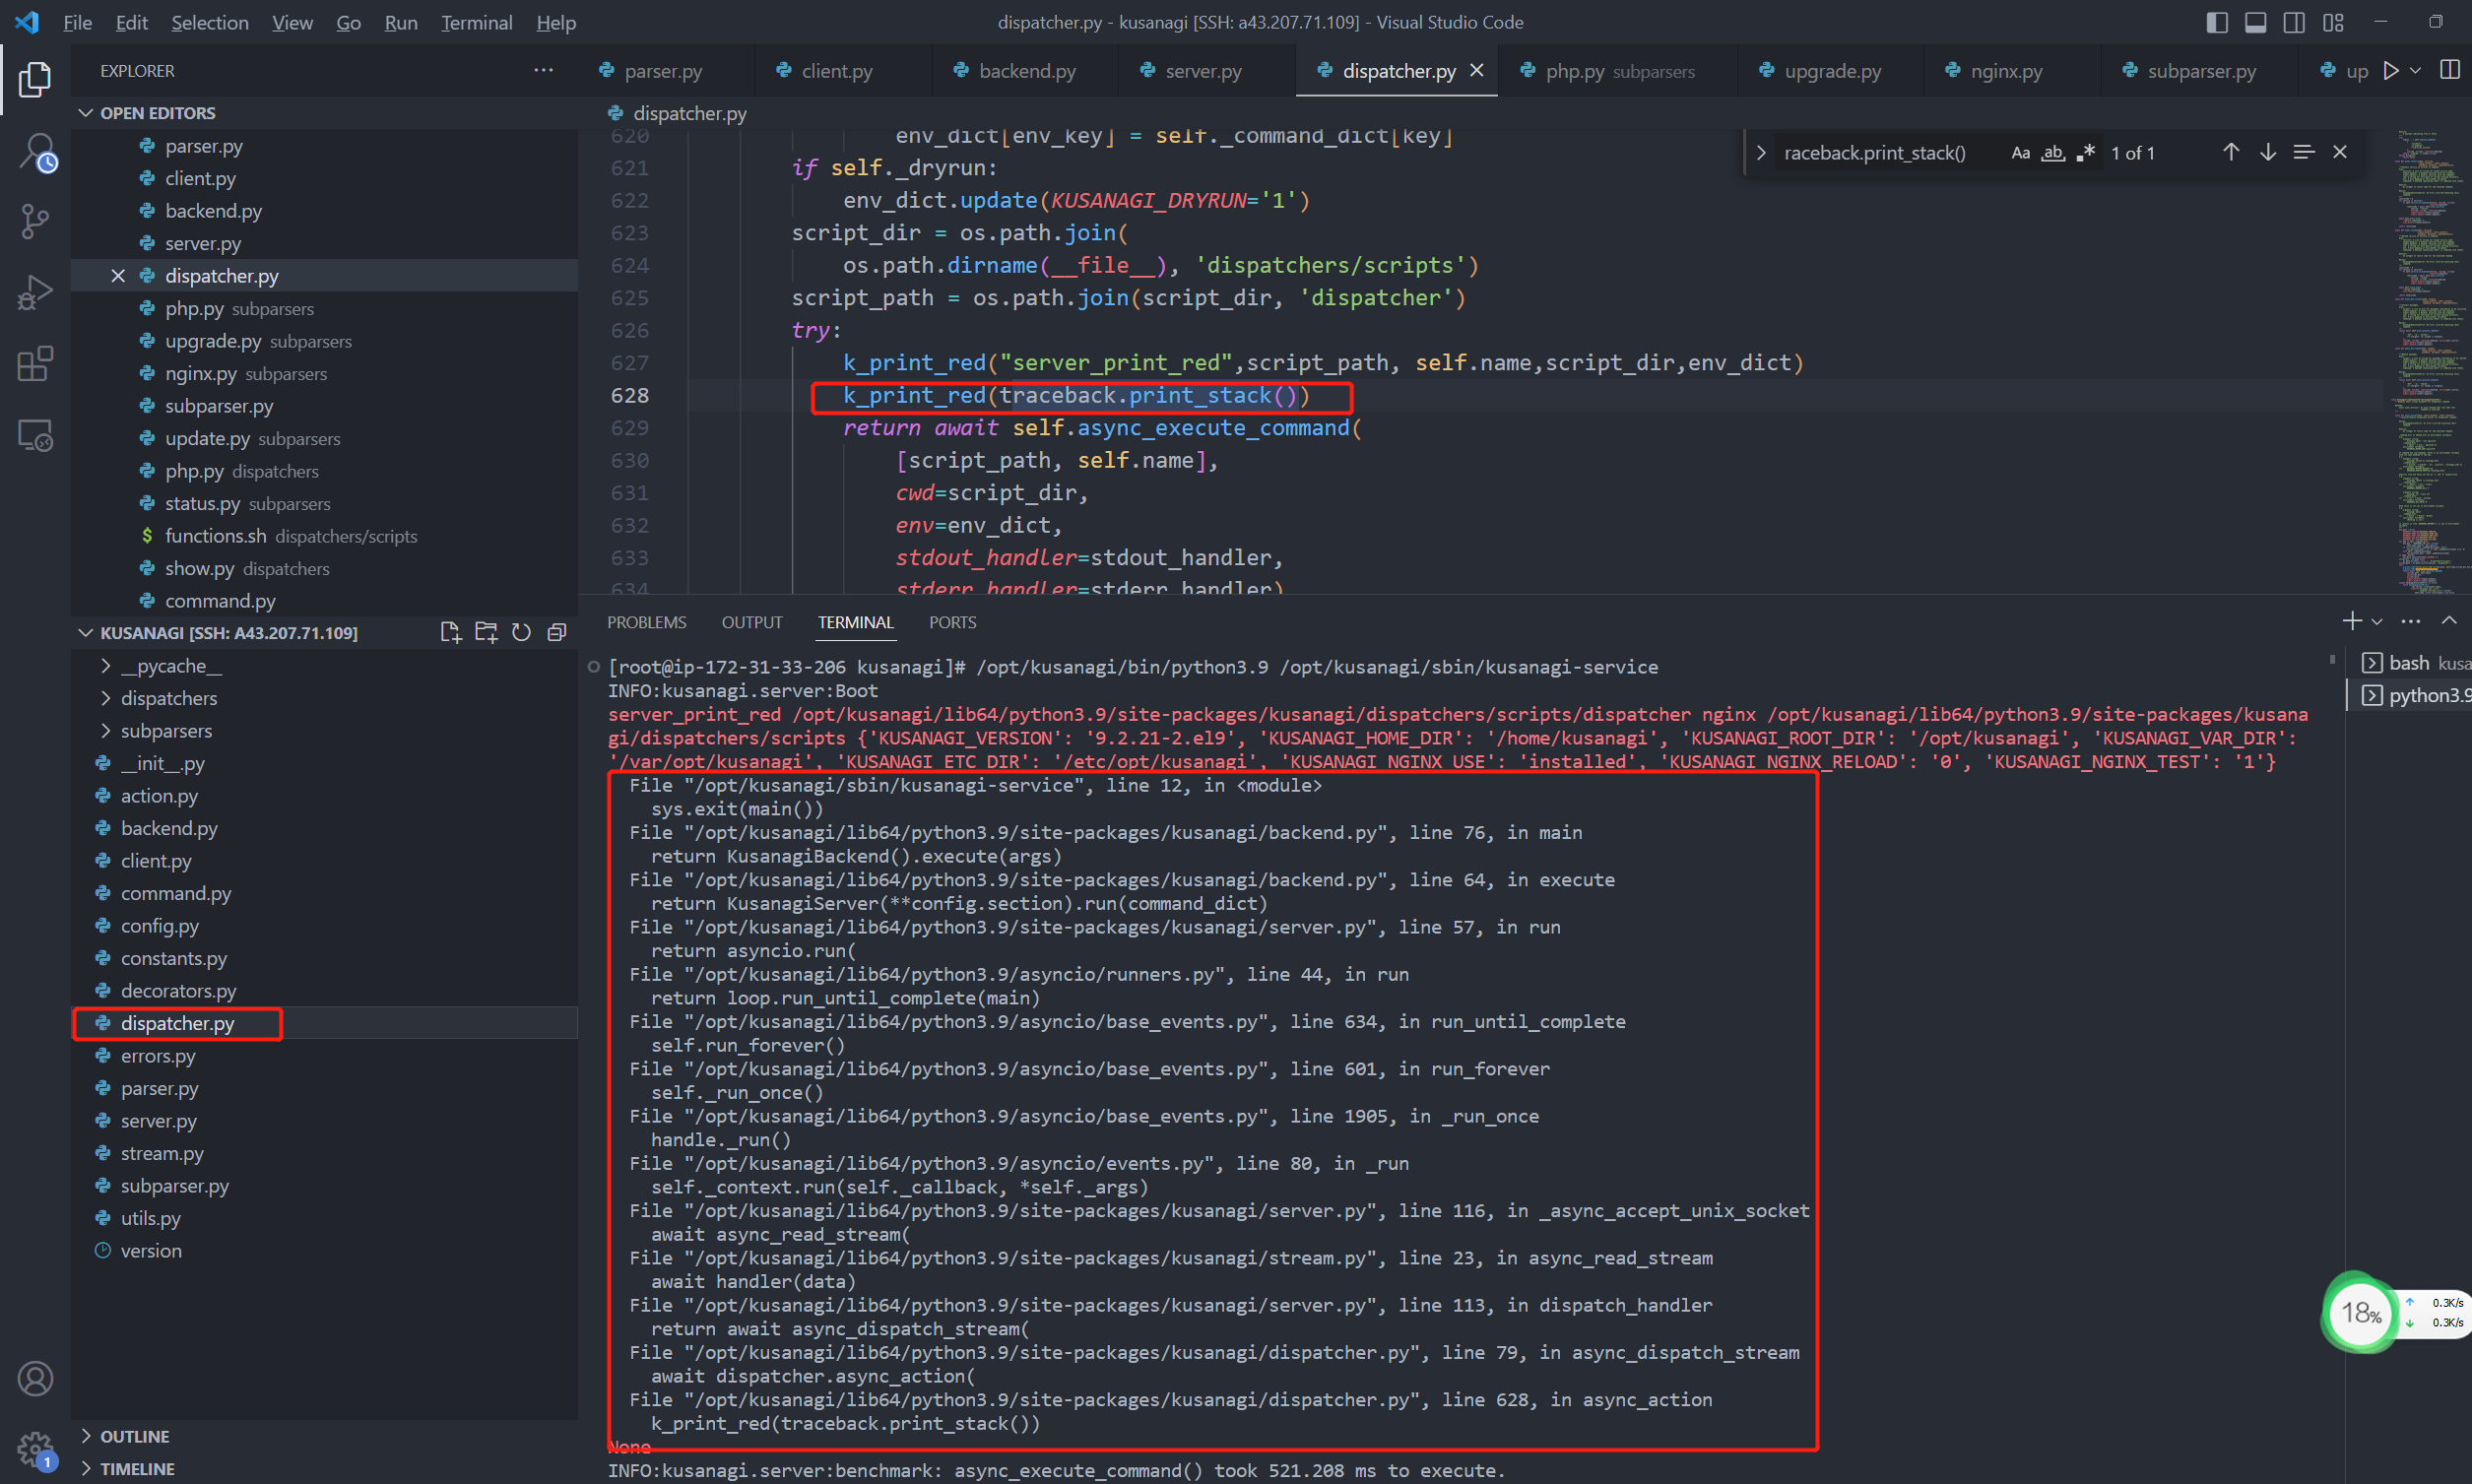 File Edit Selection View Go Run Terminal Help
dispatcher.py - kusanagi [SSH: a43.207.71.109] - Visual Studio Code
EXPLORER
parser.py client.py backend.py server.py dispatcher.py php.py subparsers upgrade.py nginx.py subparser.py up
OPEN EDITORS
parser.py
client.py
backend.py
server.py
dispatcher.py
php.py subparsers
upgrade.py subparsers
nginx.py subparsers
subparser.py
update.py subparsers
php.py dispatchers
status.py subparsers
functions.sh dispatchers/scripts
show.py dispatchers
command.py
KUSANAGI [SSH: A43.207.71.109]
__pycache__
dispatchers
subparsers
__init__.py
action.py
backend.py
client.py
command.py
config.py
constants.py
decorators.py
dispatcher.py
errors.py
parser.py
server.py
stream.py
subparser.py
utils.py
version
OUTLINE
TIMELINE
1
dispatcher.py
raceback.print_stack() Aa ab .* 1 of 1
620 env_dict[env_key] = self._command_dict[key]
621 if self._dryrun:
622 env_dict.update(KUSANAGI_DRYRUN='1')
623 script_dir = os.path.join(
624 os.path.dirname(__file__), 'dispatchers/scripts')
625 script_path = os.path.join(script_dir, 'dispatcher')
626 try:
627 k_print_red("server_print_red",script_path, self.name,script_dir,env_dict)
628 k_print_red(traceback.print_stack())
629 return await self.async_execute_command(
630 [script_path, self.name],
631 cwd=script_dir,
632 env=env_dict,
633 stdout_handler=stdout_handler,
634 stderr_handler=stderr_handler)
PROBLEMS OUTPUT TERMINAL PORTS
[root@ip-172-31-33-206 kusanagi]# /opt/kusanagi/bin/python3.9 /opt/kusanagi/sbin/kusanagi-service
INFO:kusanagi.server:Boot
server_print_red /opt/kusanagi/lib64/python3.9/site-packages/kusanagi/dispatchers/scripts/dispatcher nginx /opt/kusanagi/lib64/python3.9/site-packages/kusana
gi/dispatchers/scripts {'KUSANAGI_VERSION': '9.2.21-2.el9', 'KUSANAGI_HOME_DIR': '/home/kusanagi', 'KUSANAGI_ROOT_DIR': '/opt/kusanagi', 'KUSANAGI_VAR_DIR':
'/var/opt/kusanagi', 'KUSANAGI_ETC_DIR': '/etc/opt/kusanagi', 'KUSANAGI_NGINX_USE': 'installed', 'KUSANAGI_NGINX_RELOAD': '0', 'KUSANAGI_NGINX_TEST': '1'}
File "/opt/kusanagi/sbin/kusanagi-service", line 12, in <module>
sys.exit(main())
File "/opt/kusanagi/lib64/python3.9/site-packages/kusanagi/backend.py", line 76, in main
return KusanagiBackend().execute(args)
File "/opt/kusanagi/lib64/python3.9/site-packages/kusanagi/backend.py", line 64, in execute
return KusanagiServer(**config.section).run(command_dict)
File "/opt/kusanagi/lib64/python3.9/site-packages/kusanagi/server.py", line 57, in run
return asyncio.run(
File "/opt/kusanagi/lib64/python3.9/asyncio/runners.py", line 44, in run
return loop.run_until_complete(main)
File "/opt/kusanagi/lib64/python3.9/asyncio/base_events.py", line 634, in run_until_complete
self.run_forever()
File "/opt/kusanagi/lib64/python3.9/asyncio/base_events.py", line 601, in run_forever
self._run_once()
File "/opt/kusanagi/lib64/python3.9/asyncio/base_events.py", line 1905, in _run_once
handle._run()
File "/opt/kusanagi/lib64/python3.9/asyncio/events.py", line 80, in _run
self._context.run(self._callback, *self._args)
File "/opt/kusanagi/lib64/python3.9/site-packages/kusanagi/server.py", line 116, in _async_accept_unix_socket
await async_read_stream(
File "/opt/kusanagi/lib64/python3.9/site-packages/kusanagi/stream.py", line 23, in async_read_stream
await handler(data)
File "/opt/kusanagi/lib64/python3.9/site-packages/kusanagi/server.py", line 113, in dispatch_handler
return await async_dispatch_stream(
File "/opt/kusanagi/lib64/python3.9/site-packages/kusanagi/dispatcher.py", line 79, in async_dispatch_stream
await dispatcher.async_action(
File "/opt/kusanagi/lib64/python3.9/site-packages/kusanagi/dispatcher.py", line 628, in async_action
k_print_red(traceback.print_stack())
None
INFO:kusanagi.server:benchmark: async_execute_command() took 521.208 ms to execute.
bash kusa
python3.9
18%
0.3K/s
0.3K/s